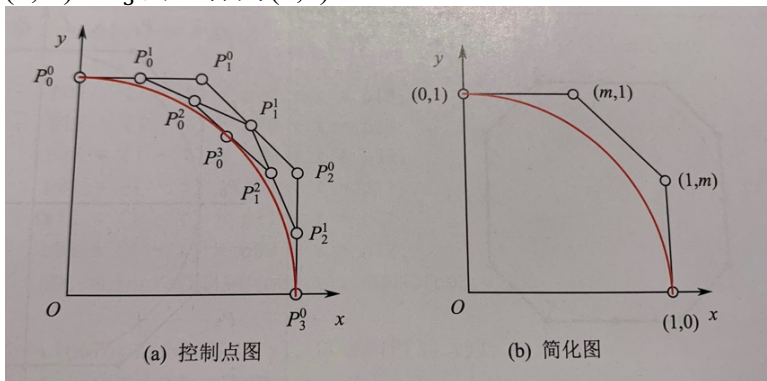 y
P_0^0
P_0^1
P_1^0
P_0^2
P_1^1
P_0^3
P_1^2
P_2^0
P_2^1
O
P_3^0
x
(a) 控制点图
y
(0,1)
(m,1)
(1,m)
O
(1,0)
x
(b) 简化图